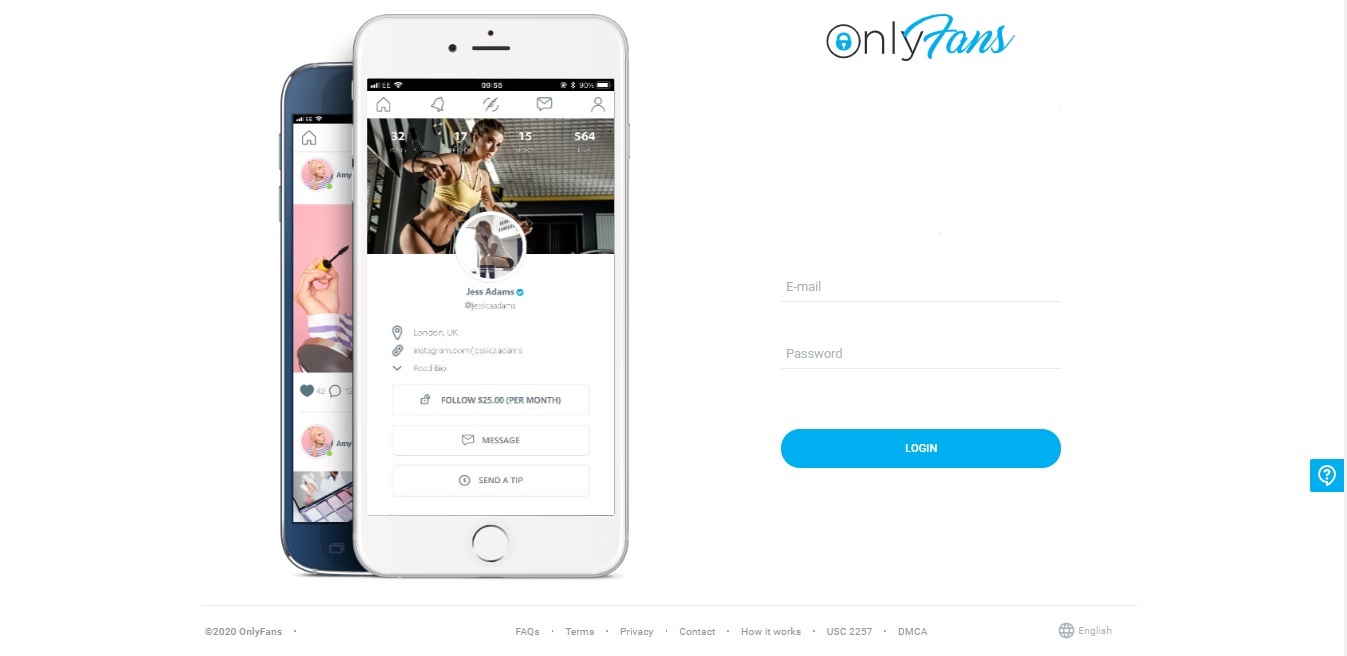 OnlyFans
EE
09:55
90%
EE
32
17
15
564
Amy
Jess Adams
@jessicaadams
London, UK
instagram.com/jessicaadams
Read Bio
42
12
FOLLOW $25.00 (PER MONTH)
MESSAGE
Amy
SEND A TIP
E-mail
Password
LOGIN
©2020 OnlyFans •
FAQs • Terms • Privacy • Contact • How it works • USC 2257 • DMCA
English